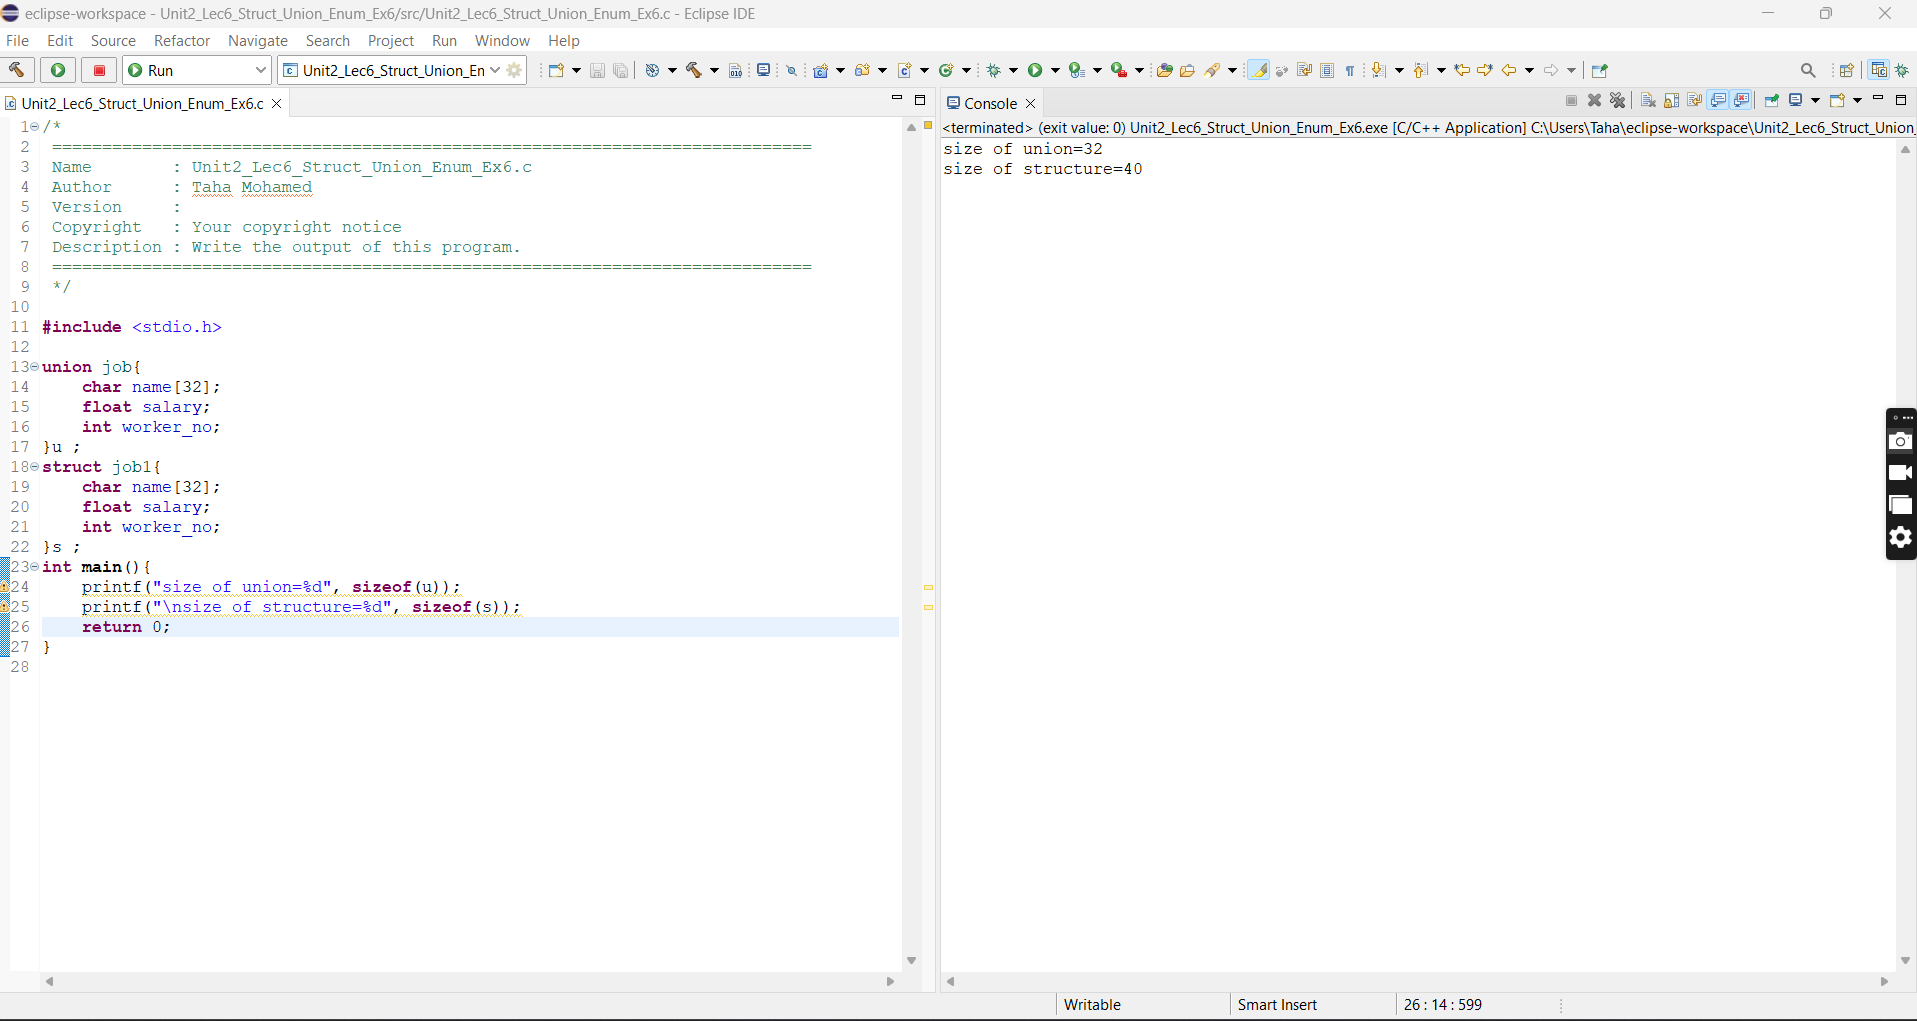 eclipse-workspace - Unit2_Lec6_Struct_Union_Enum_Ex6/src/Unit2_Lec6_Struct_Union_Enum_Ex6.c - Eclipse IDE
File Edit Source Refactor Navigate Search Project Run Window Help
Run Unit2_Lec6_Struct_Union_En
Unit2_Lec6_Struct_Union_Enum_Ex6.c
1 /*
2 ============================================================================
3 Name        : Unit2_Lec6_Struct_Union_Enum_Ex6.c
4 Author      : Taha Mohamed
5 Version     :
6 Copyright   : Your copyright notice
7 Description : Write the output of this program.
8 ============================================================================
9 */
10
11 #include <stdio.h>
12
13 union job{
14     char name[32];
15     float salary;
16     int worker_no;
17 }u ;
18 struct job1{
19     char name[32];
20     float salary;
21     int worker_no;
22 }s ;
23 int main(){
24     printf("size of union=%d", sizeof(u));
25     printf("\nsize of structure=%d", sizeof(s));
26     return 0;
27 }
28
Console
<terminated> (exit value: 0) Unit2_Lec6_Struct_Union_Enum_Ex6.exe [C/C++ Application] C:\Users\Taha\eclipse-workspace\Unit2_Lec6_Struct_Union_
size of union=32
size of structure=40
Writable Smart Insert 26 : 14 : 599